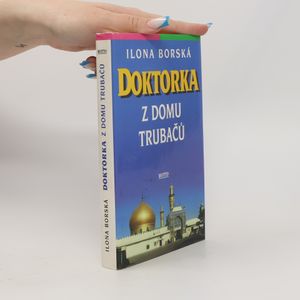 ILONA BORSKÁ
DOKTORKA
Z DOMU
TRUBAČŮ
ILONA BORSKÁ DOKTORKA Z DOMU TRUBAČŮ